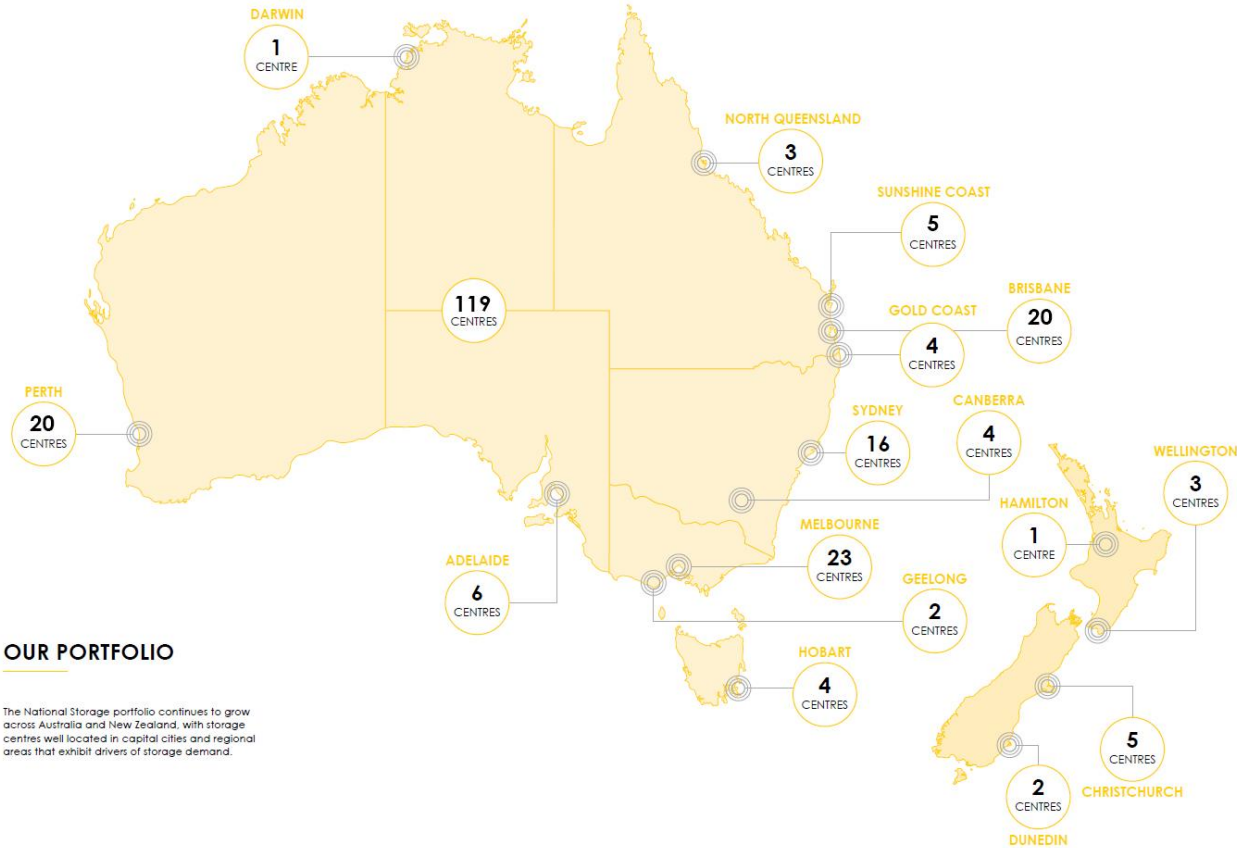 DARWIN
1
CENTRE
NORTH QUEENSLAND
3
CENTRES
SUNSHINE COAST
5
CENTRES
BRISBANE
20
CENTRES
GOLD COAST
4
CENTRES
119
CENTRES
PERTH
20
CENTRES
SYDNEY
16
CENTRES
CANBERRA
4
CENTRES
WELLINGTON
3
CENTRES
HAMILTON
1
CENTRE
MELBOURNE
23
CENTRES
ADELAIDE
6
CENTRES
GEELONG
2
CENTRES
HOBART
4
CENTRES
5
CENTRES
CHRISTCHURCH
2
CENTRES
DUNEDIN
OUR PORTFOLIO
The National Storage portfolio continues to grow
across Australia and New Zealand, with storage
centres well located in capital cities and regional
areas that exhibit drivers of storage demand.